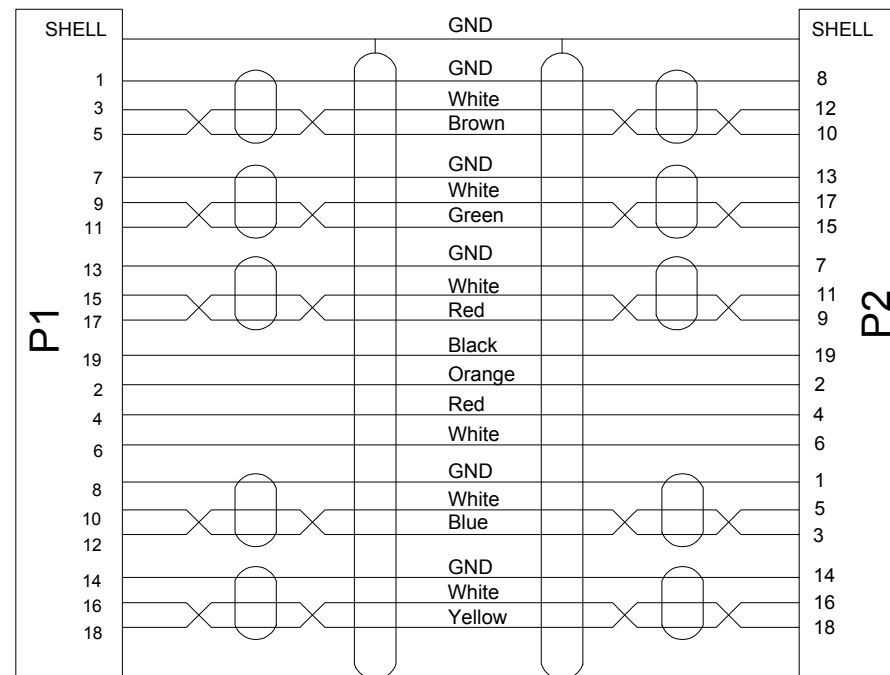 SHELL GND SHELL
1 GND 8
3 White 12
5 Brown 10
7 GND 13
9 White 17
11 Green 15
13 GND 7
15 White 11
17 Red 9
19 Black 19
2 Orange 2
4 Red 4
6 White 6
8 GND 1
10 White 5
12 Blue 3
14 GND 14
16 White 16
18 Yellow 18
P1
P2